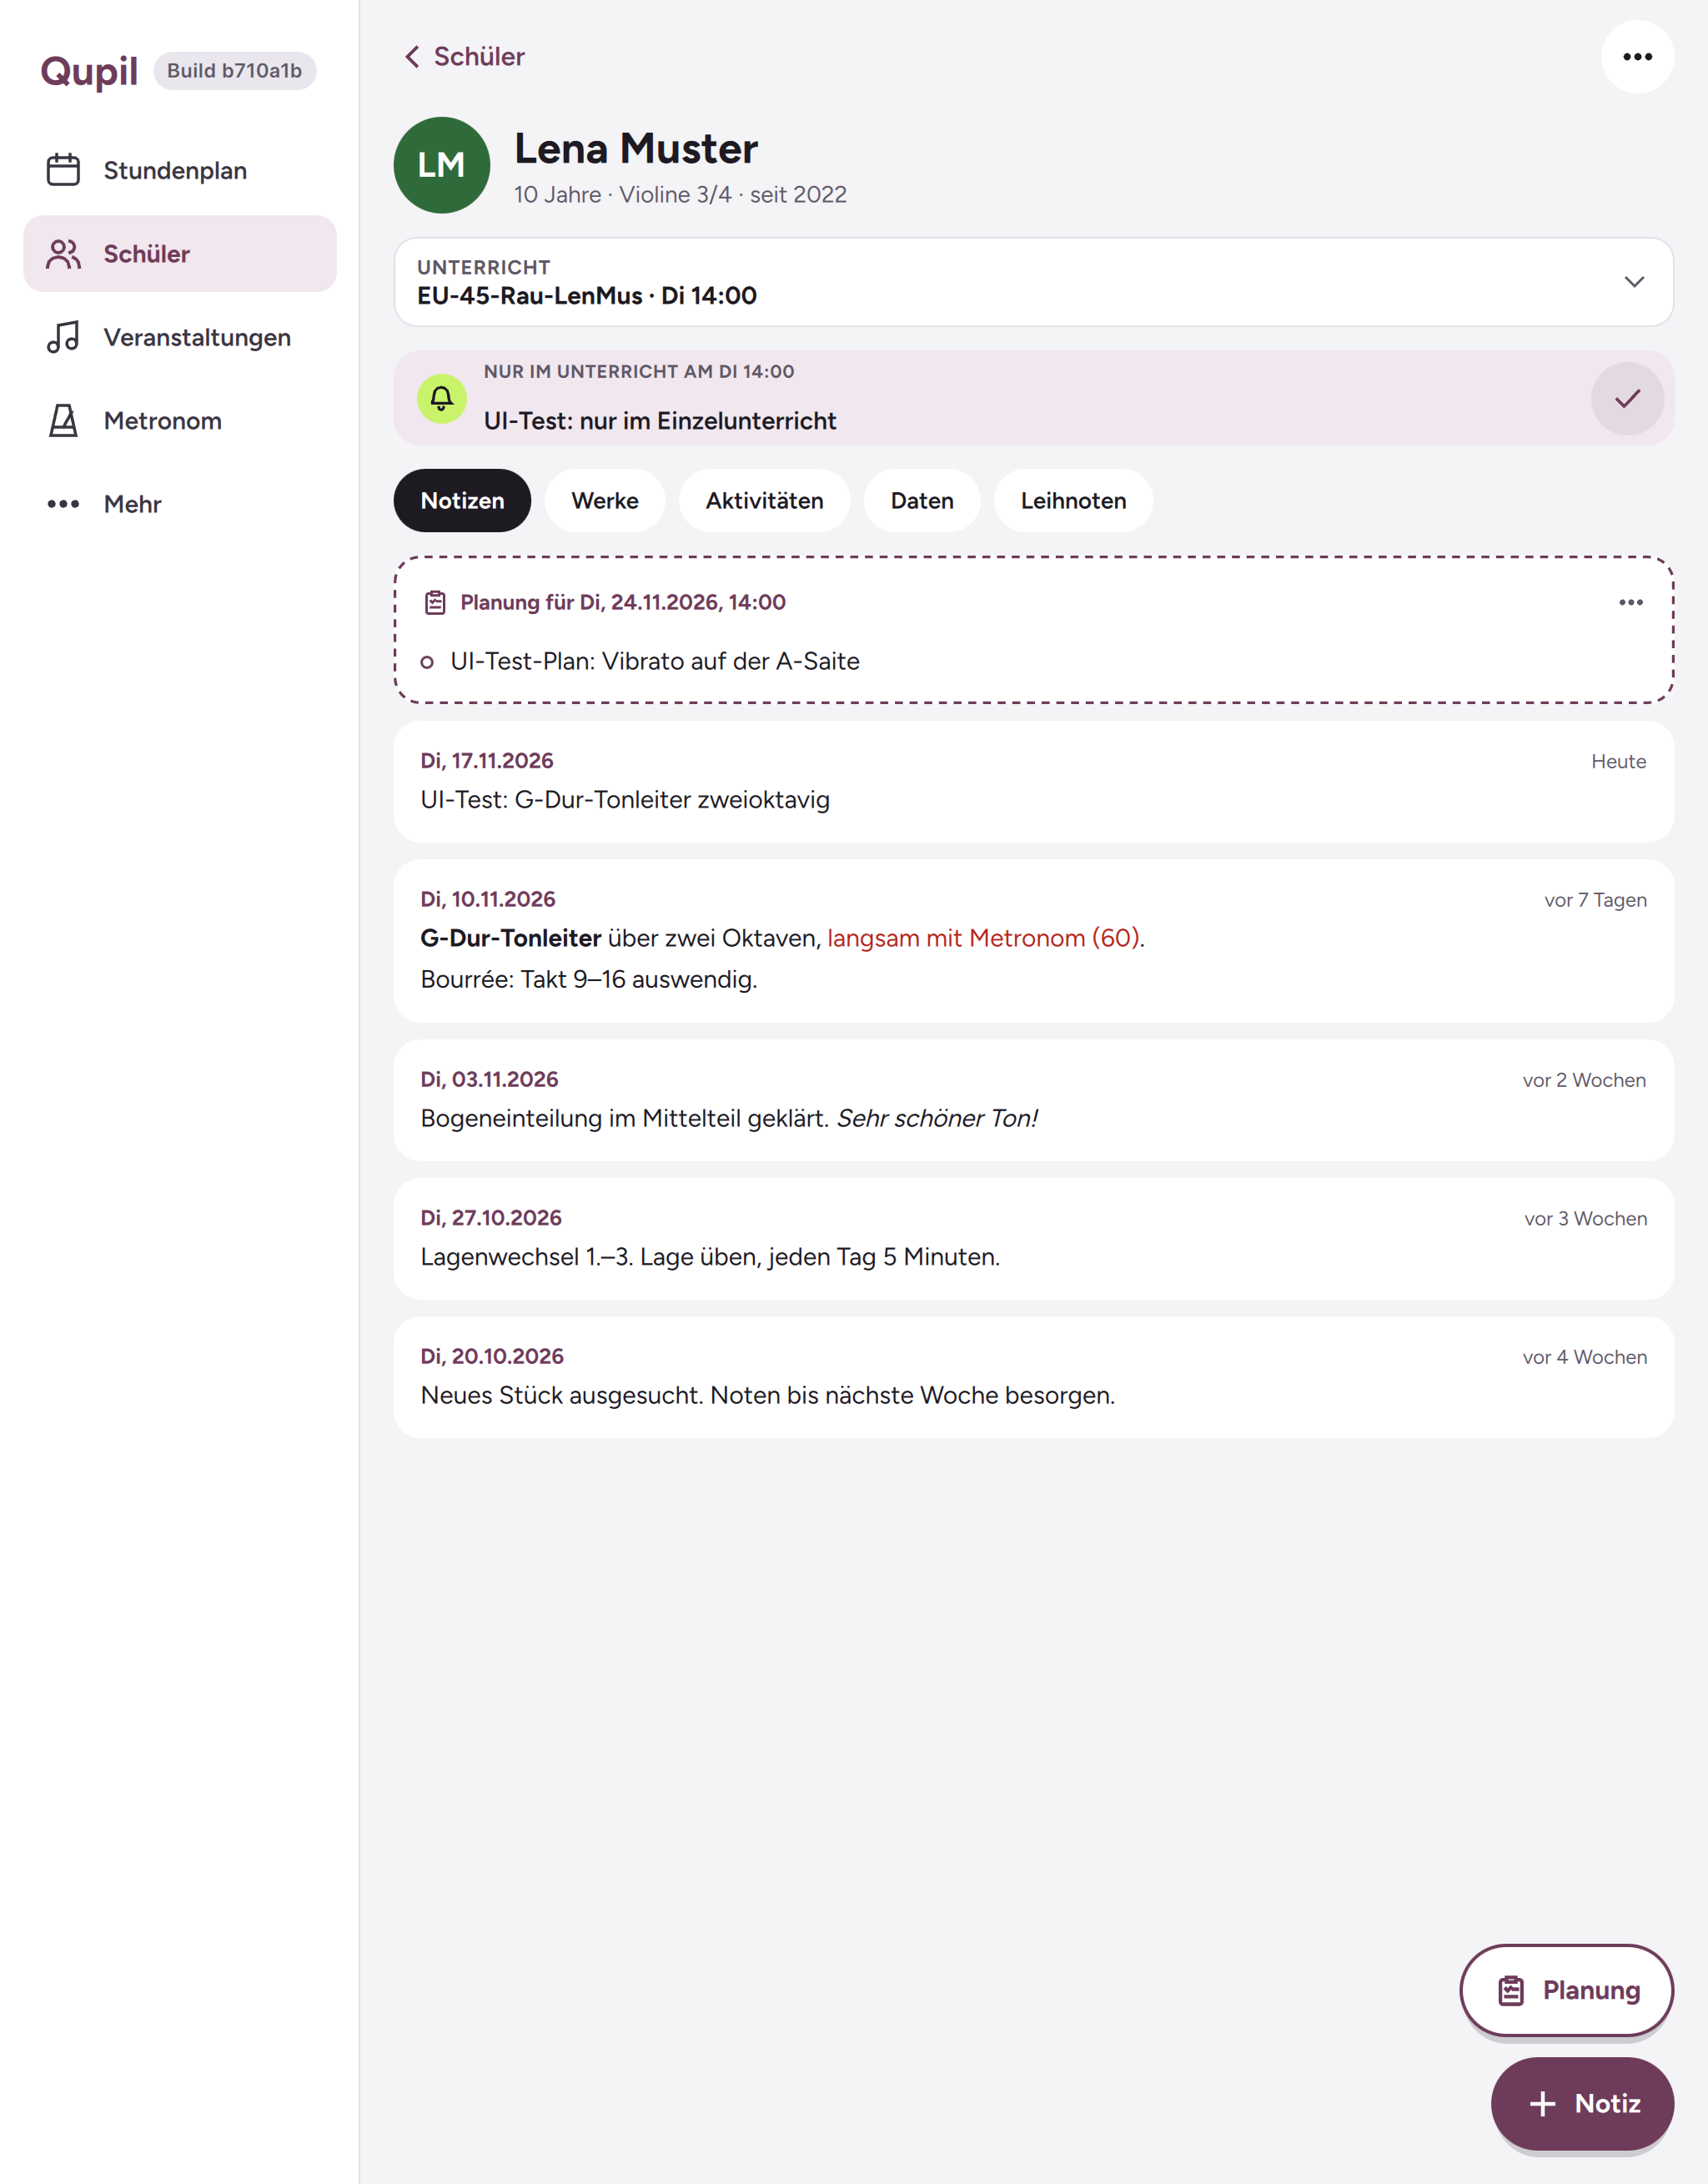 Qupil
Build b710a1b
Stundenplan
Schüler
Veranstaltungen
Metronom
Mehr
Schüler
LM
Lena Muster
10 Jahre · Violine 3/4 · seit 2022
UNTERRICHT
EU-45-Rau-LenMus · Di 14:00
NUR IM UNTERRICHT AM DI 14:00
UI-Test: nur im Einzelunterricht
Notizen
Werke
Aktivitäten
Daten
Leihnoten
Planung für Di, 24.11.2026, 14:00
UI-Test-Plan: Vibrato auf der A-Saite
Di, 17.11.2026
Heute
UI-Test: G-Dur-Tonleiter zweioktavig
Di, 10.11.2026
vor 7 Tagen
G-Dur-Tonleiter über zwei Oktaven, langsam mit Metronom (60).
Bourrée: Takt 9–16 auswendig.
Di, 03.11.2026
vor 2 Wochen
Bogeneinteilung im Mittelteil geklärt. Sehr schöner Ton!
Di, 27.10.2026
vor 3 Wochen
Lagenwechsel 1.–3. Lage üben, jeden Tag 5 Minuten.
Di, 20.10.2026
vor 4 Wochen
Neues Stück ausgesucht. Noten bis nächste Woche besorgen.
Planung
Notiz